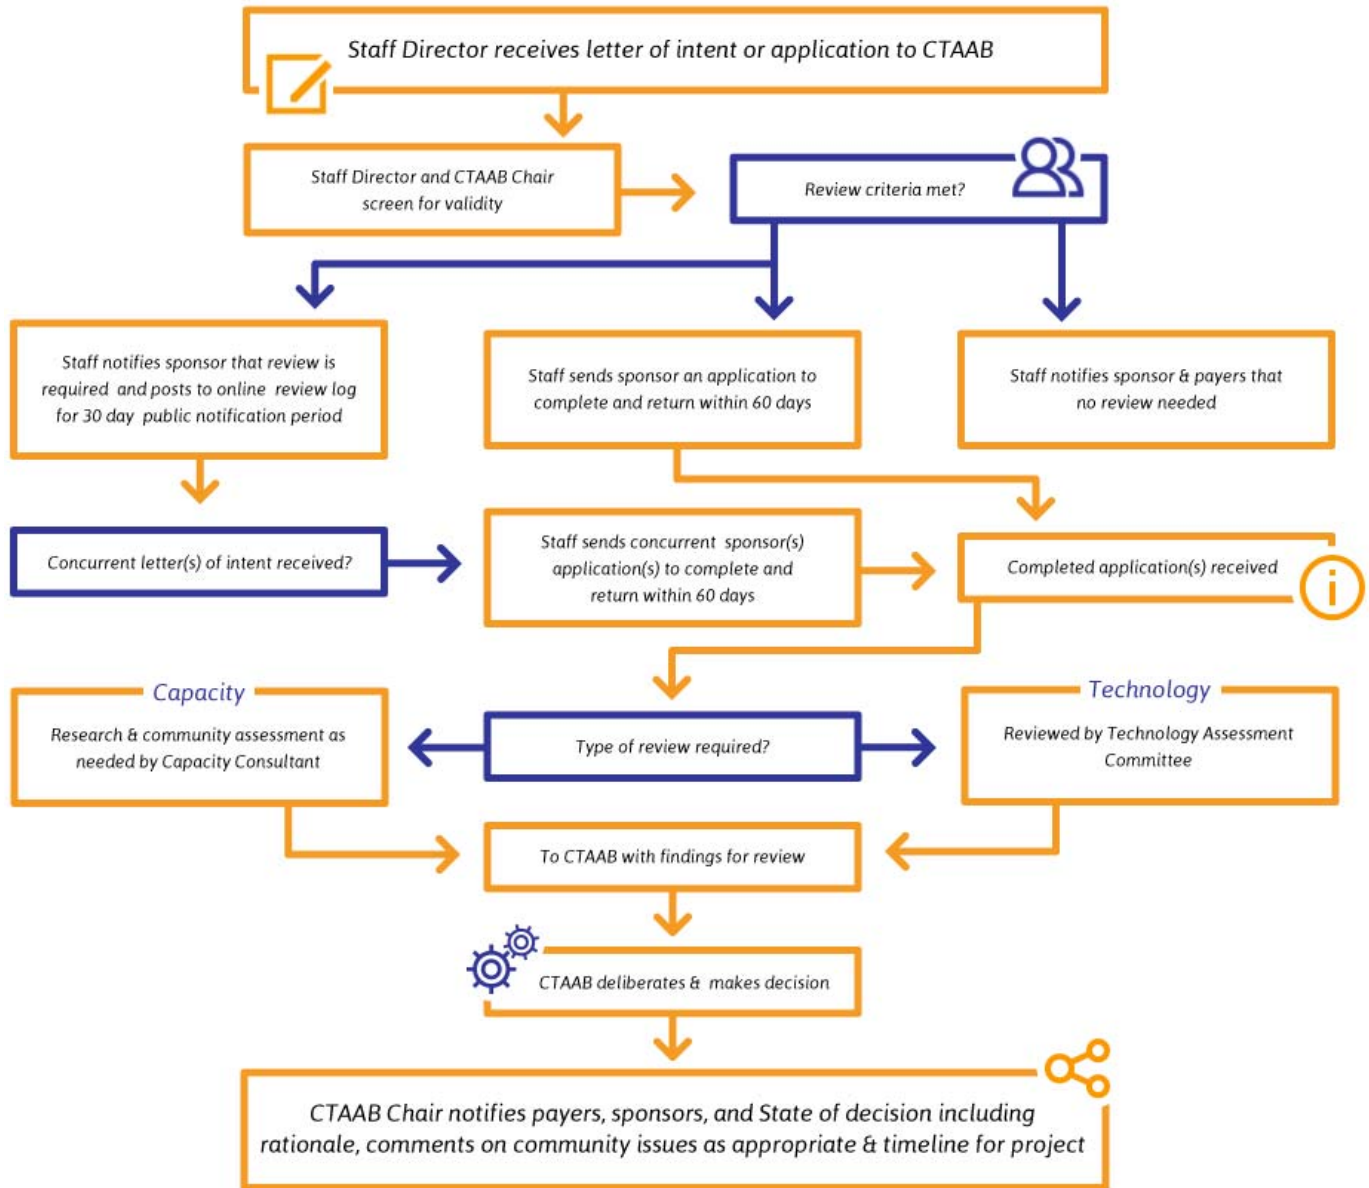 Staff Director receives letter of intent or application to CTAAB
Staff Director and CTAAB Chair
screen for validity
Review criteria met?
Staff notifies sponsor that review is
required and posts to online review log
for 30 day public notification period
Staff sends sponsor an application to
complete and return within 60 days
Staff notifies sponsor & payers that
no review needed
Concurrent letter(s) of intent received?
Staff sends concurrent sponsor(s)
application(s) to complete and
return within 60 days
Completed application(s) received
i
Capacity
Research & community assessment as
needed by Capacity Consultant
Type of review required?
Technology
Reviewed by Technology Assessment
Committee
To CTAAB with findings for review
CTAAB deliberates & makes decision
CTAAB Chair notifies payers, sponsors, and State of decision including
rationale, comments on community issues as appropriate & timeline for project